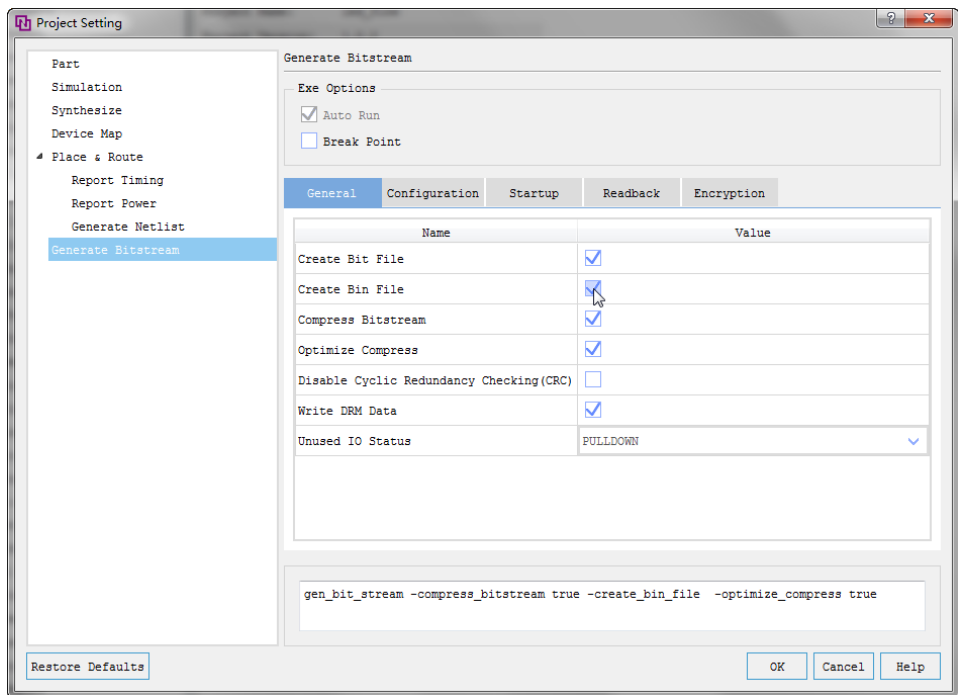 Project Setting
Part
Simulation
Synthesize
Device Map
Place & Route
Report Timing
Report Power
Generate Netlist
Generate Bitstream
Generate Bitstream
Exe Options
Auto Run
Break Point
General Configuration Startup Readback Encryption
Name Value
Create Bit File
Create Bin File
Compress Bitstream
Optimize Compress
Disable Cyclic Redundancy Checking(CRC)
Write DRM Data
Unused IO Status PULLDOWN
gen_bit_stream -compress_bitstream true -create_bin_file  -optimize_compress true
Restore Defaults OK Cancel Help